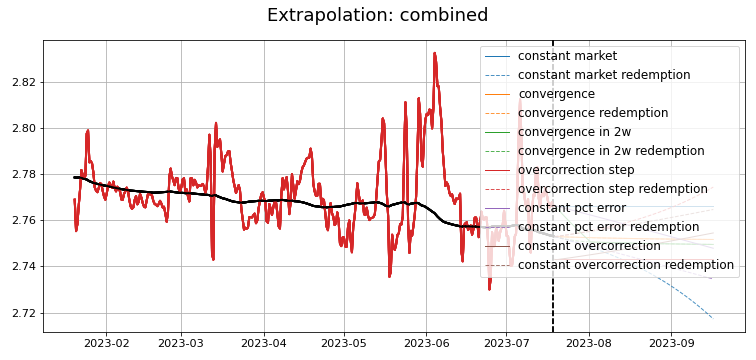 Extrapolation: combined
2.82
2.80
2.78
2.76
2.74
2.72
constant market
constant market redemption
convergence
convergence redemption
convergence in 2w
convergence in 2w redemption
overcorrection step
overcorrection step redemption
constant pct error
constant pct error redemption
constant overcorrection
constant overcorrection redemption
2023-02 2023-03 2023-04 2023-05 2023-06 2023-07 2023-08 2023-09